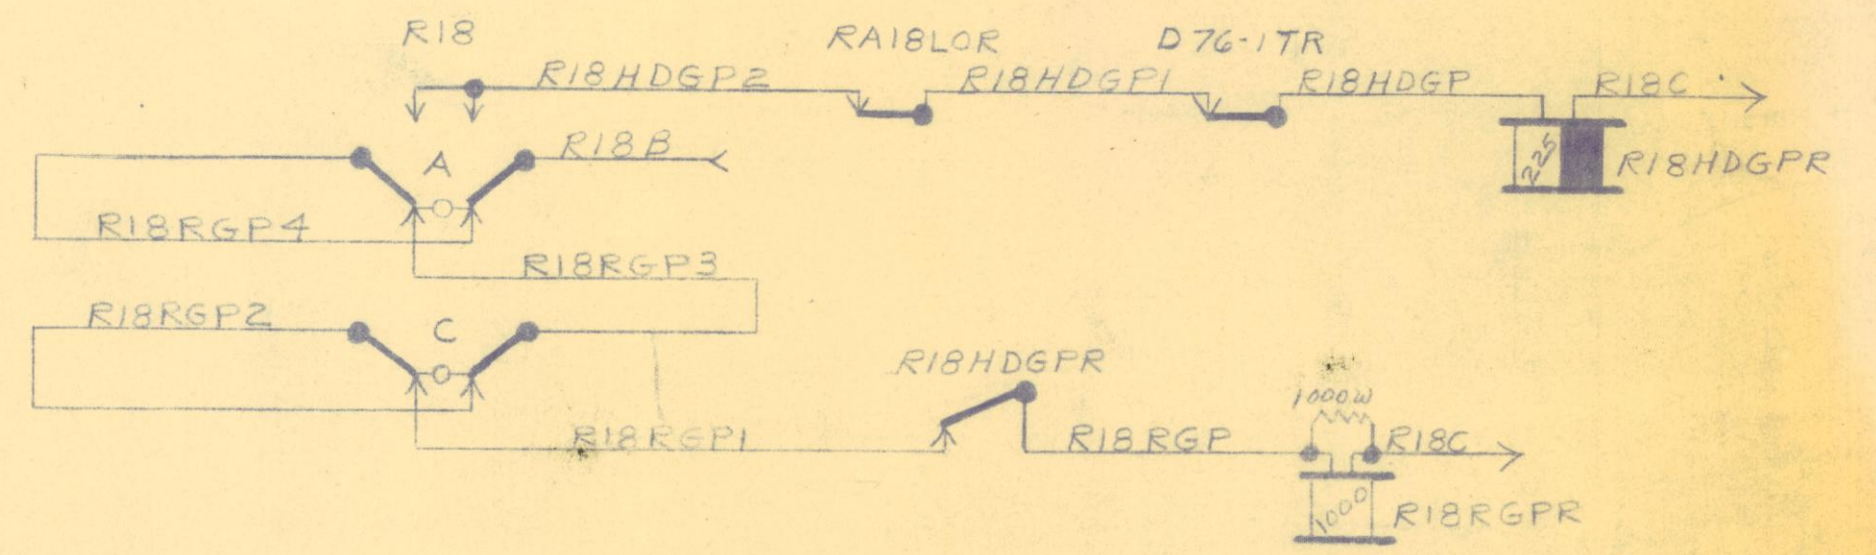 R18
RA18LOR
D76-1TR
R18HDGP2
R18HDGP1
R18HDGP
R18C
A
R18B
225
R18HDGPR
R18RGP4
R18RGP3
R18RGP2
C
R18HDGPR
1000W
R18RGP1
R18RGP
R18C
1000
R18RGPR